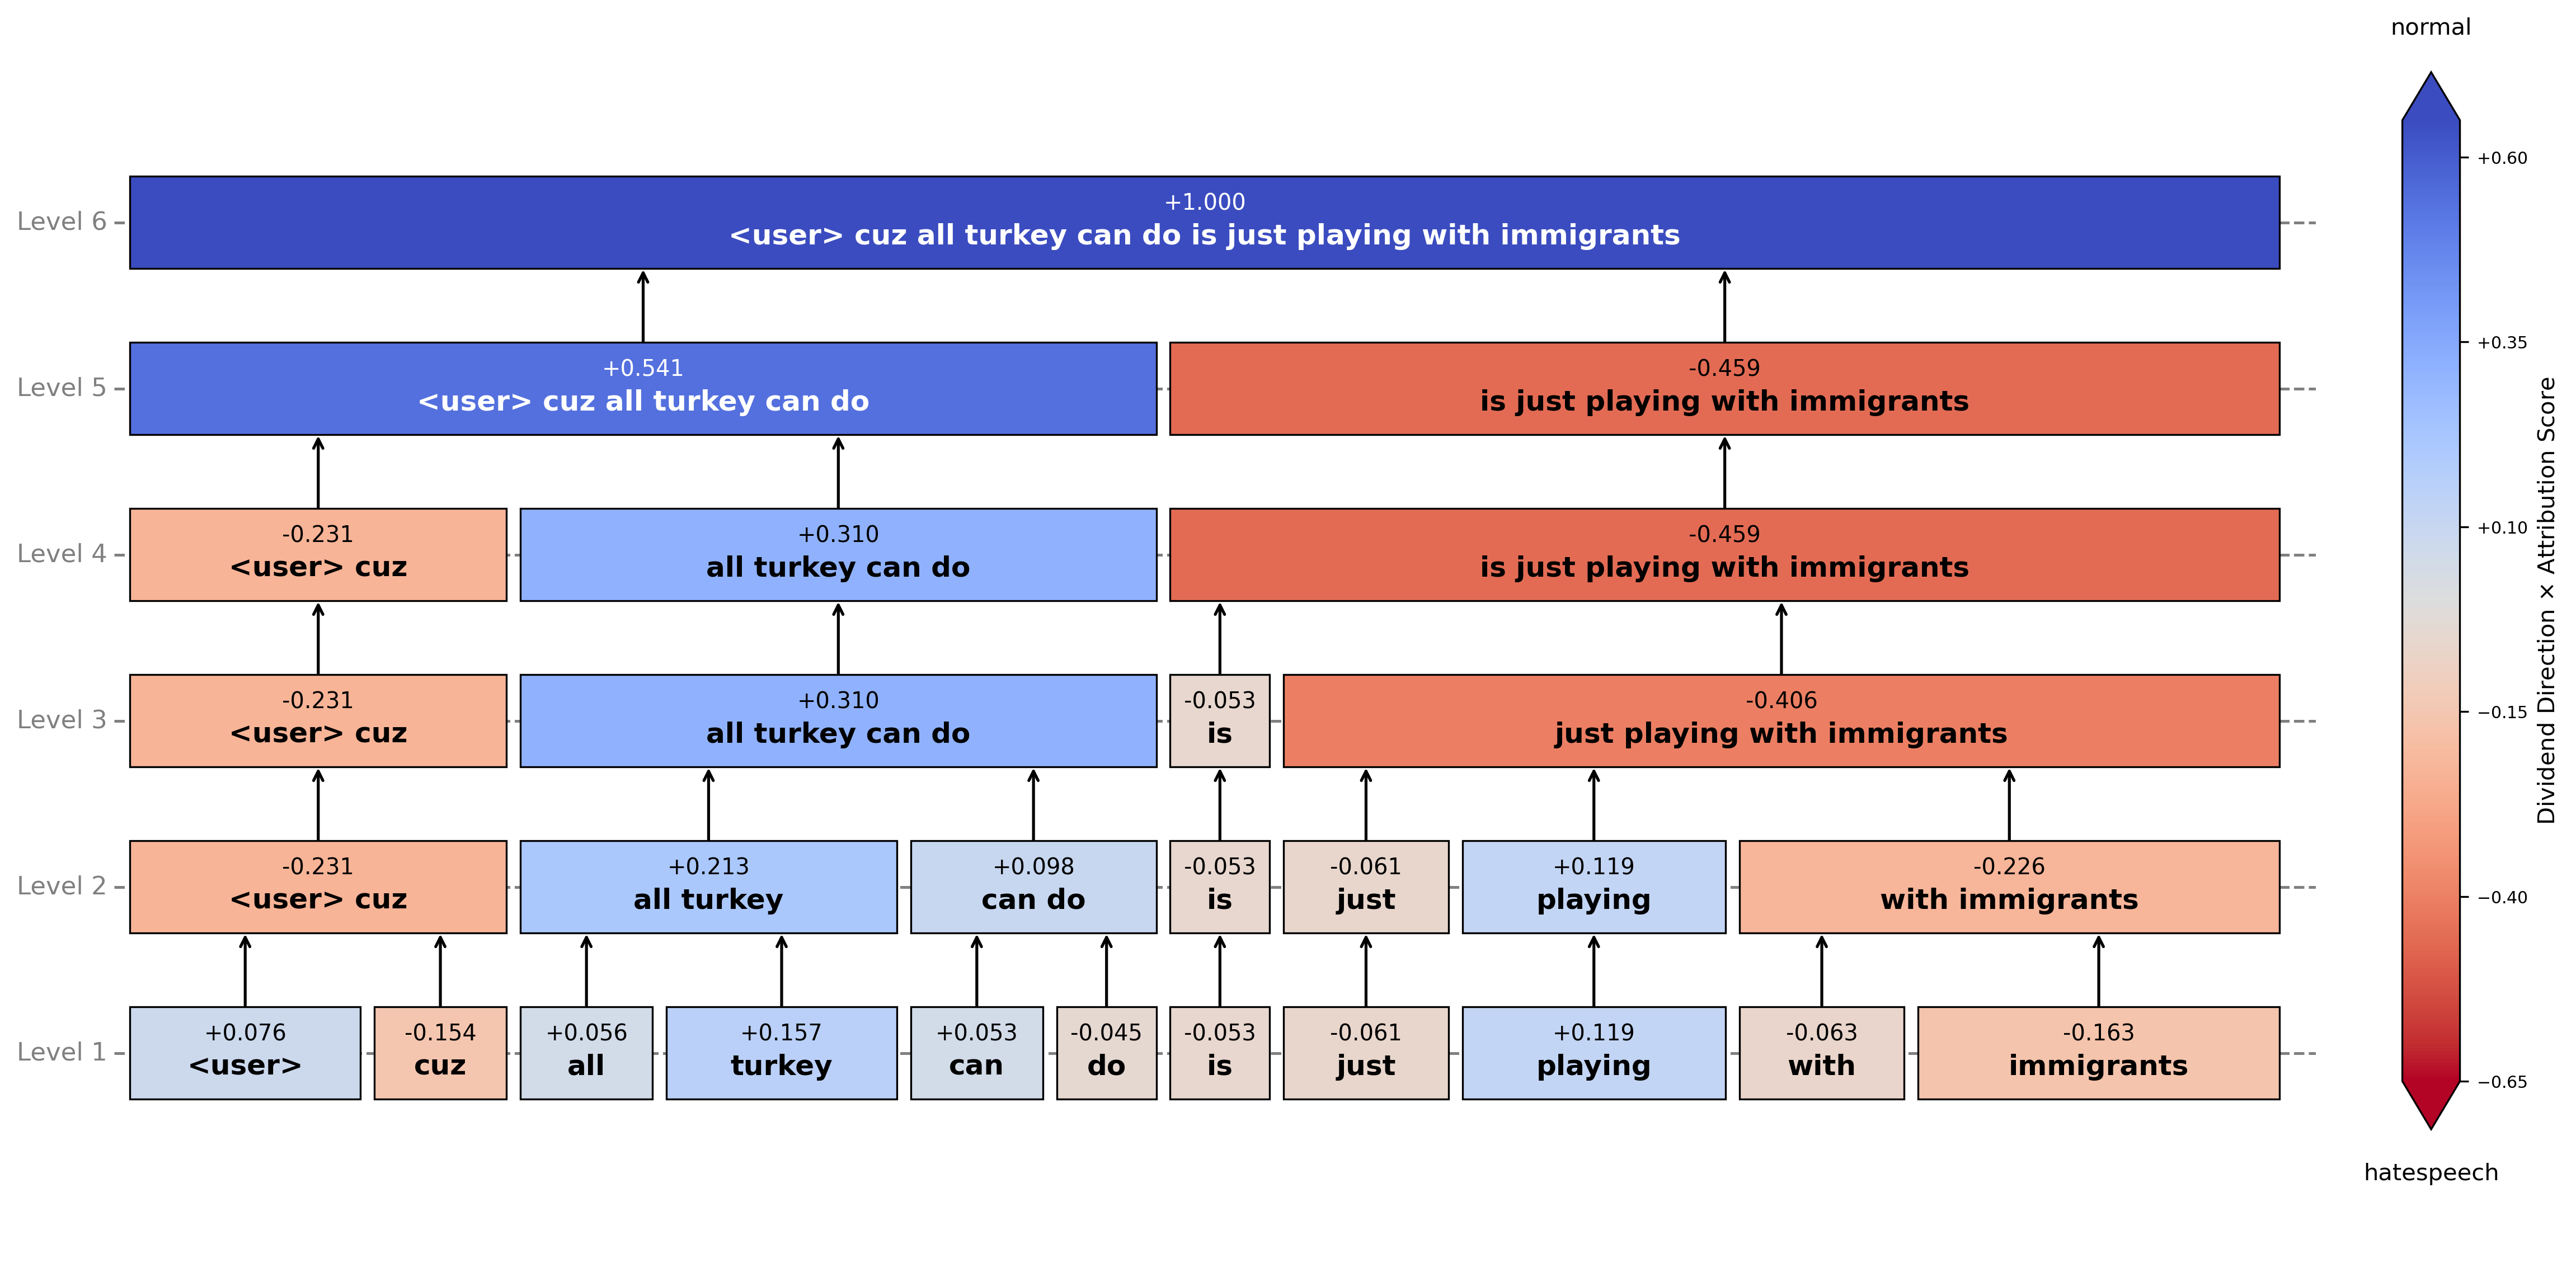 normal
Level 6
+1.000
<user> cuz all turkey can do is just playing with immigrants
Level 5
+0.541
<user> cuz all turkey can do
-0.459
is just playing with immigrants
Level 4
-0.231
<user> cuz
+0.310
all turkey can do
-0.459
is just playing with immigrants
Level 3
-0.231
<user> cuz
+0.310
all turkey can do
-0.053
is
-0.406
just playing with immigrants
Level 2
-0.231
<user> cuz
+0.213
all turkey
+0.098
can do
-0.053
is
-0.061
just
+0.119
playing
-0.226
with immigrants
Level 1
+0.076
<user>
-0.154
cuz
+0.056
all
+0.157
turkey
+0.053
can
-0.045
do
-0.053
is
-0.061
just
+0.119
playing
-0.063
with
-0.163
immigrants
+0.60
+0.35
+0.10
−0.15
−0.40
−0.65
Dividend Direction × Attribution Score
hatespeech